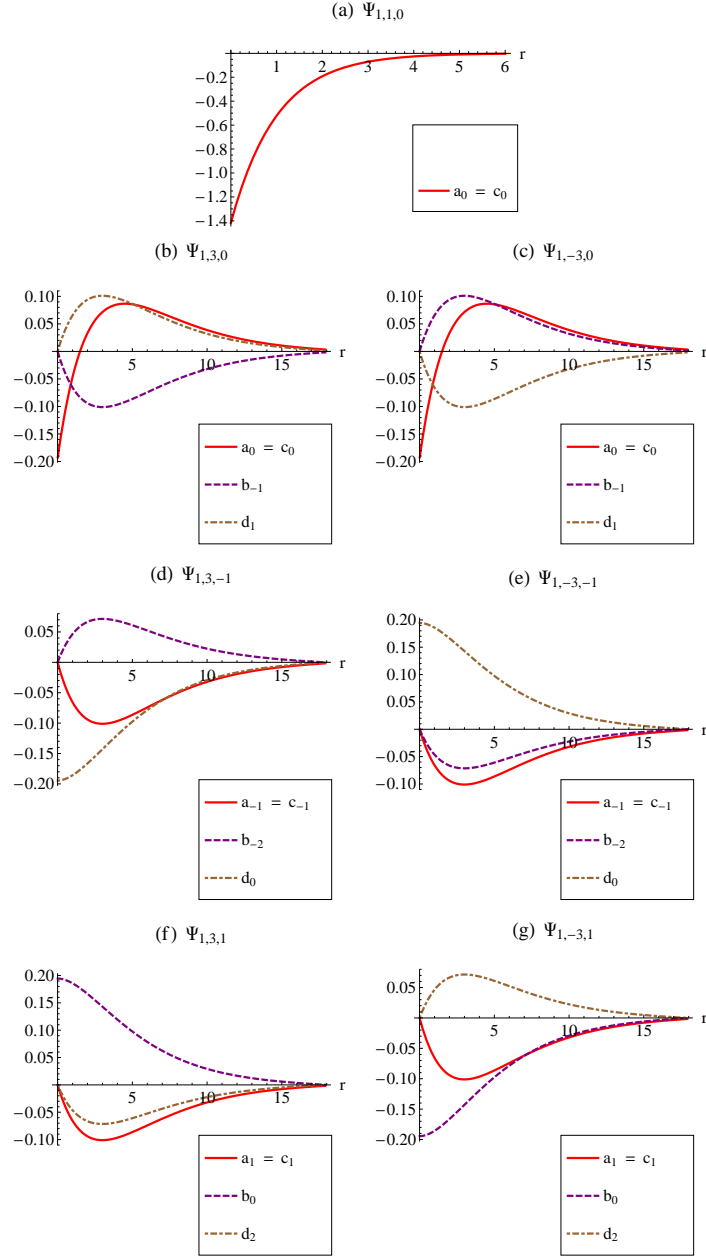 (a) Ψ1,1,0
r
1 2 3 4 5 6
−0.2
−0.4
−0.6
−0.8
−1.0
−1.2
−1.4
a0 = c0
(b) Ψ1,3,0
0.10
0.05
r
5 10 15
−0.05
−0.10
−0.15
−0.20
a0 = c0
b−1
d1
(c) Ψ1,−3,0
0.10
0.05
r
5 10 15
−0.05
−0.10
−0.15
−0.20
a0 = c0
b−1
d1
(d) Ψ1,3,−1
0.05
r
5 10 15
−0.05
−0.10
−0.15
−0.20
a−1 = c−1
b−2
d0
(e) Ψ1,−3,−1
0.20
0.15
0.10
0.05
r
5 10 15
−0.05
−0.10
a−1 = c−1
b−2
d0
(f) Ψ1,3,1
0.20
0.15
0.10
0.05
r
5 10 15
−0.05
−0.10
a1 = c1
b0
d2
(g) Ψ1,−3,1
0.05
r
5 10 15
−0.05
−0.10
−0.15
−0.20
a1 = c1
b0
d2